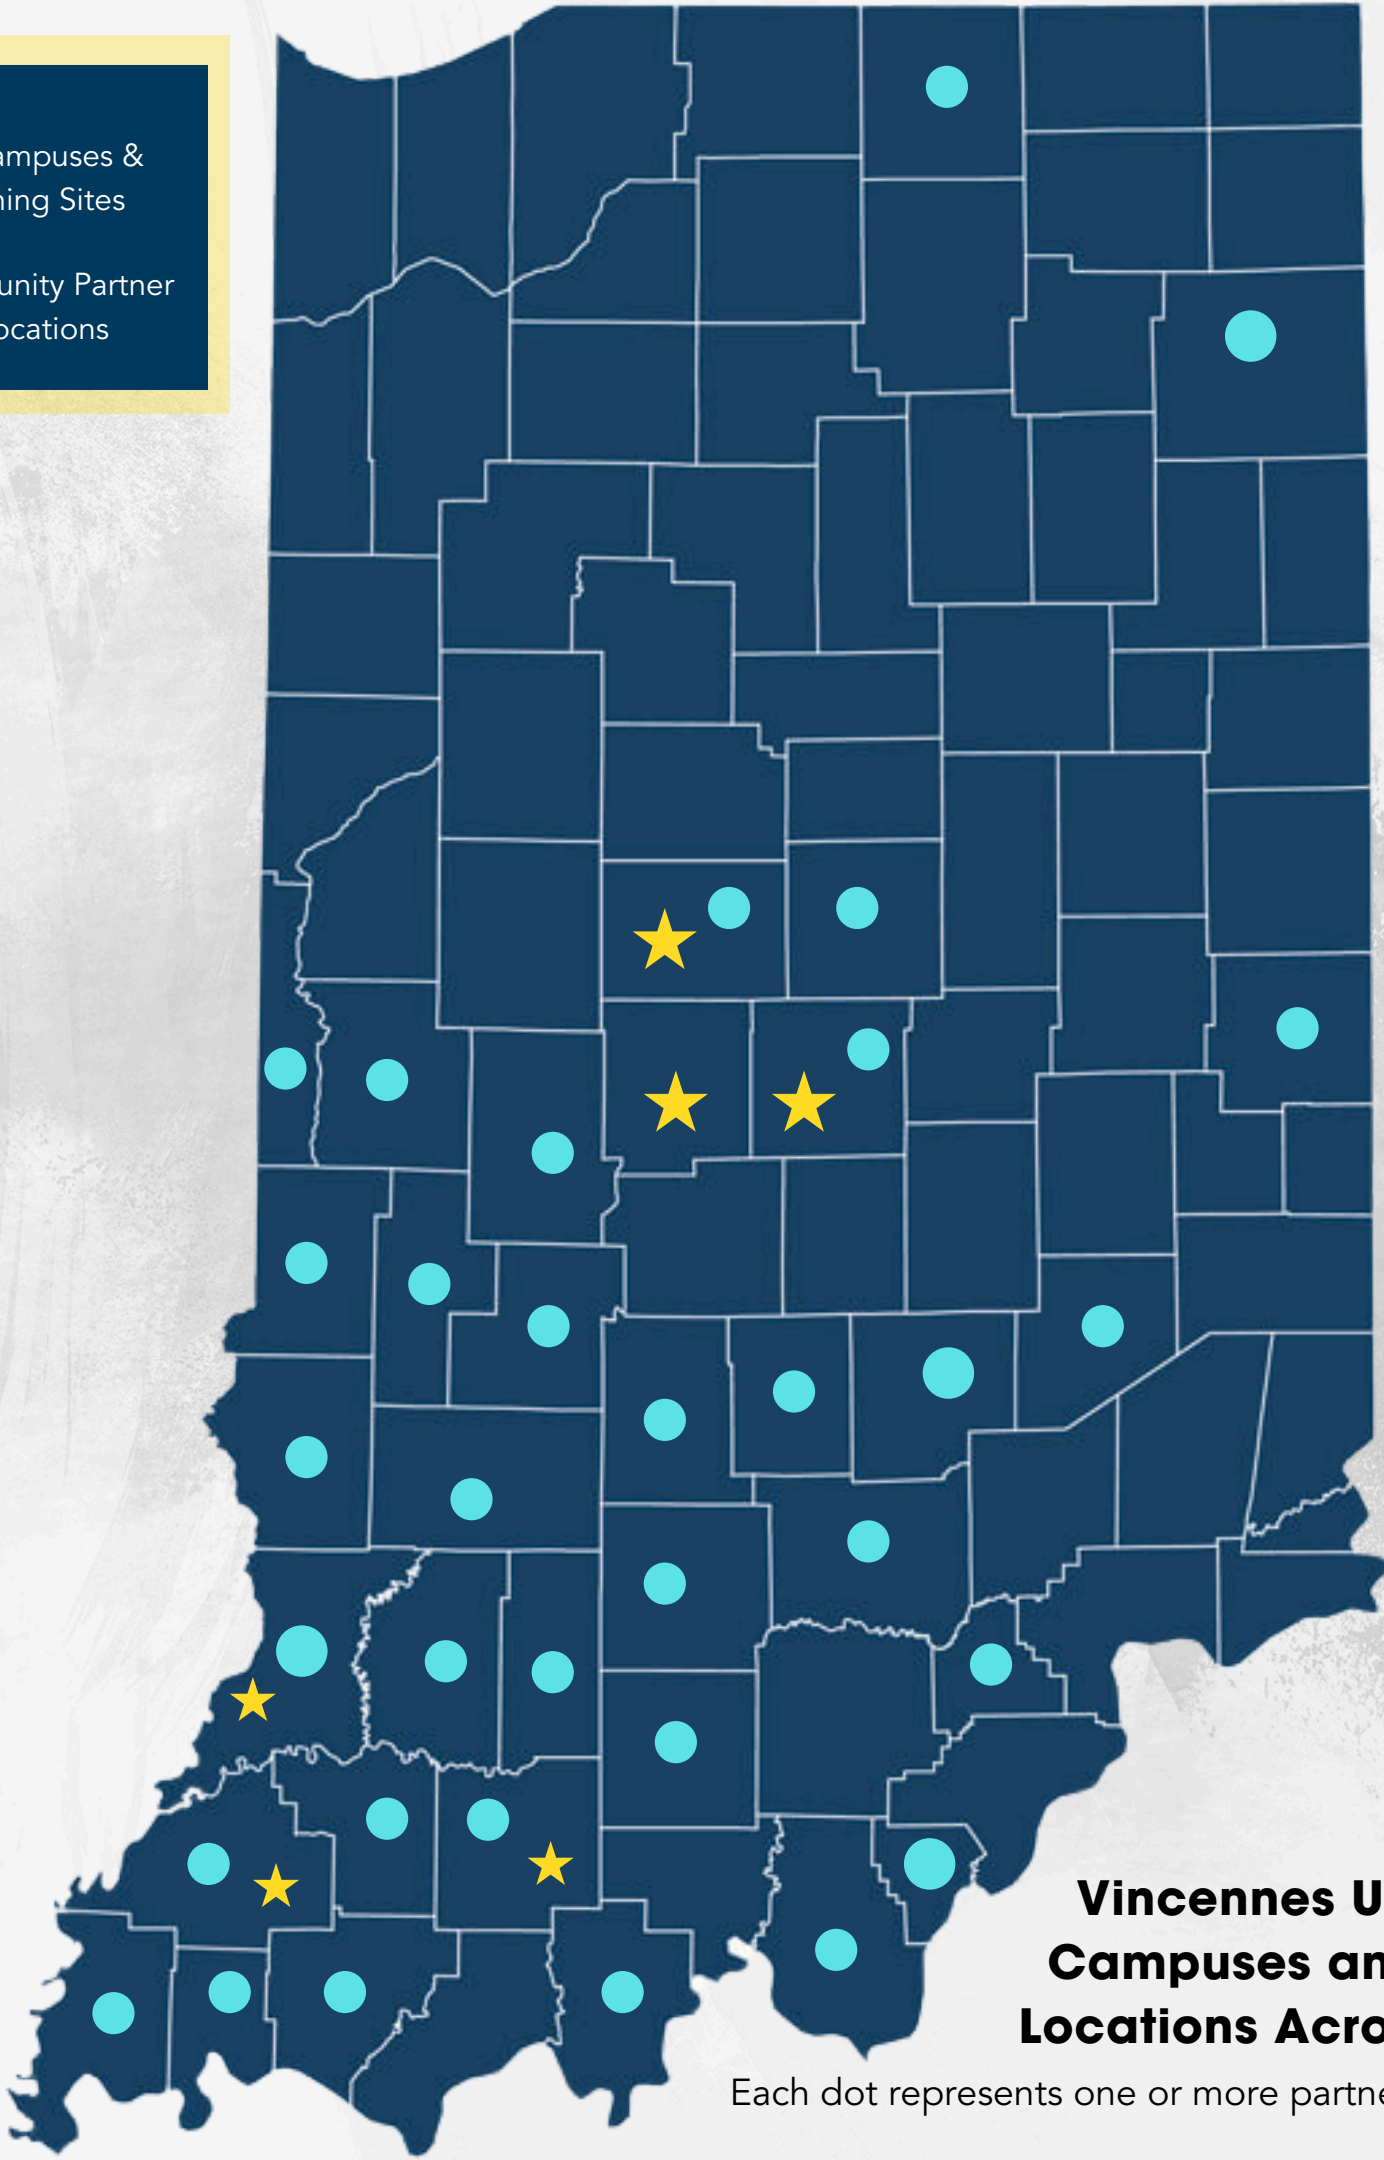 ampuses &
ning Sites
unity Partner
ocations
Vincennes U
Campuses an
Locations Acro
Each dot represents one or more partne